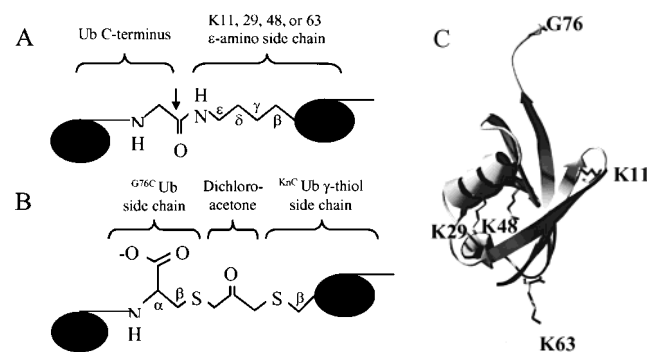 A
Ub C-terminus
K11, 29, 48, or 63
ε-amino side chain
N
H
O
H
N
ε
δ
γ
β
B
G76C Ub
side chain
Dichloro-
acetone
KnC Ub γ-thiol
side chain
-O
O
N
H
α
β
S
O
S
β
C
G76
K11
K29
K48
K63